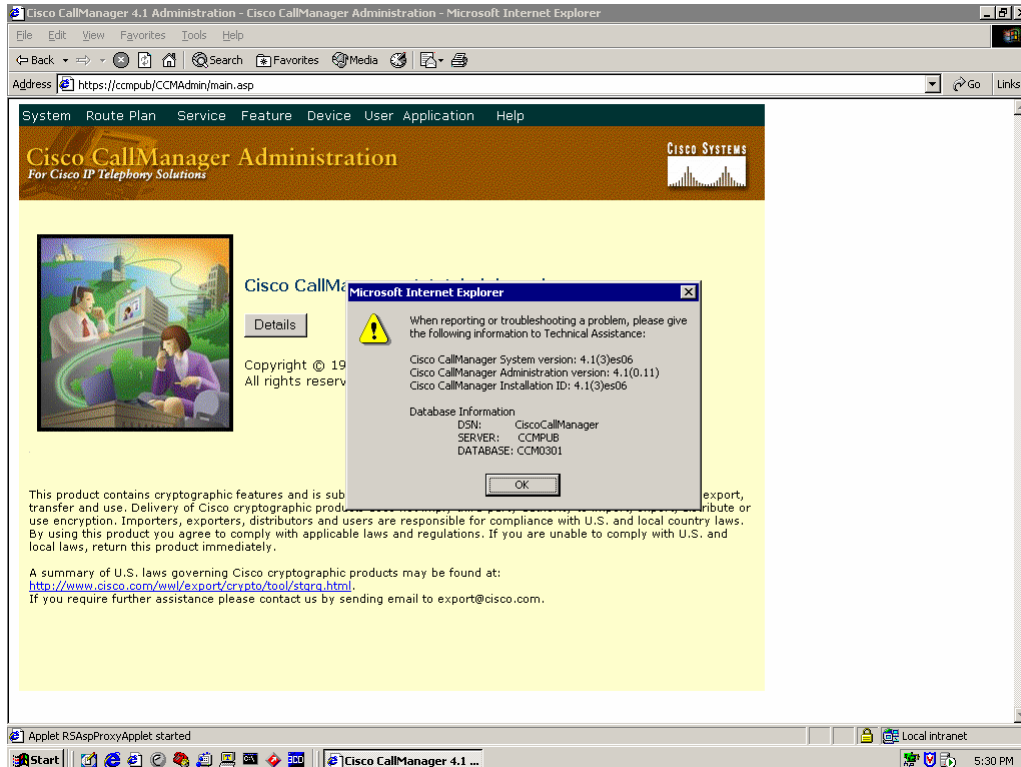 Cisco CallManager 4.1 Administration - Cisco CallManager Administration - Microsoft Internet Explorer
File Edit View Favorites Tools Help
Back Search Favorites Media
Address https://ccmpub/CCMAdmin/main.asp Go Links
System Route Plan Service Feature Device User Application Help
Cisco CallManager Administration
For Cisco IP Telephony Solutions
CISCO SYSTEMS
Cisco CallMa
Details
Copyright © 19
All rights reserv
Microsoft Internet Explorer
When reporting or troubleshooting a problem, please give
the following information to Technical Assistance:
Cisco CallManager System version: 4.1(3)es06
Cisco CallManager Administration version: 4.1(0.11)
Cisco CallManager Installation ID: 4.1(3)es06
Database Information
DSN: CiscoCallManager
SERVER: CCMPUB
DATABASE: CCM0301
OK
This product contains cryptographic features and is sub export,
transfer and use. Delivery of Cisco cryptographic produ
use encryption. Importers, exporters, distributors and users are responsible for compliance with U.S. and local country laws.
By using this product you agree to comply with applicable laws and regulations. If you are unable to comply with U.S. and
local laws, return this product immediately.
A summary of U.S. laws governing Cisco cryptographic products may be found at:
http://www.cisco.com/wwl/export/crypto/tool/stqrg.html.
If you require further assistance please contact us by sending email to export@cisco.com.
Applet RSAspProxyApplet started Local intranet
Start Cisco CallManager 4.1 ... 5:30 PM